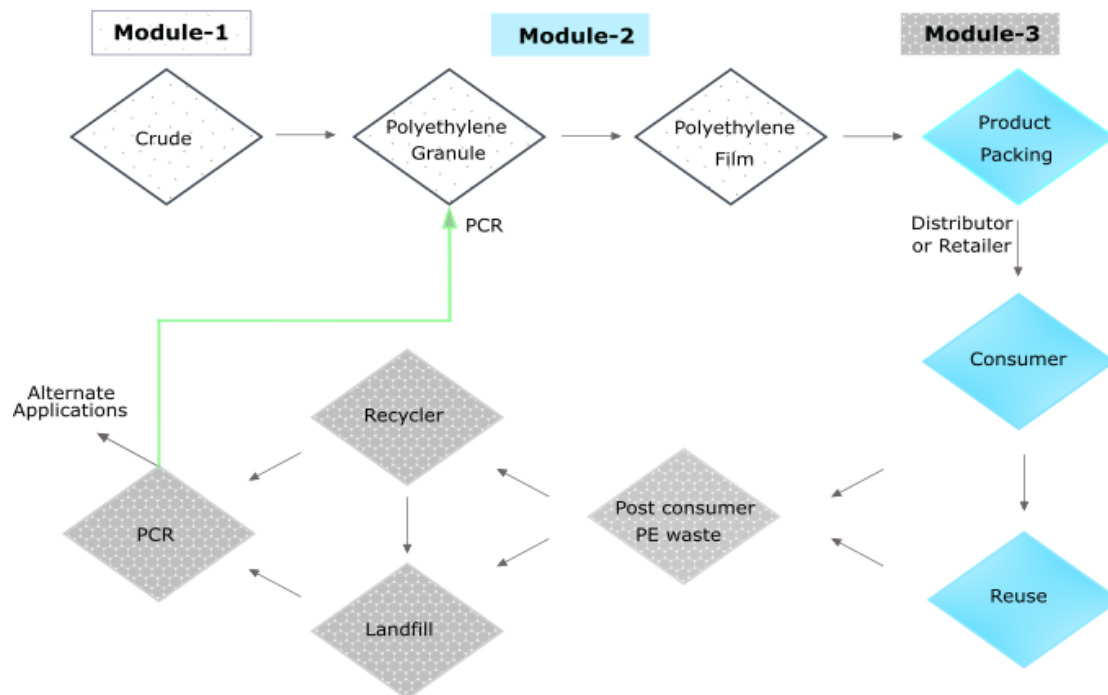 Module-1
Module-2
Module-3
Crude
Polyethylene
Granule
Polyethylene
Film
Product
Packing
PCR
Distributor
or Retailer
Consumer
Alternate
Applications
Recycler
Post consumer
PE waste
PCR
Reuse
Landfill